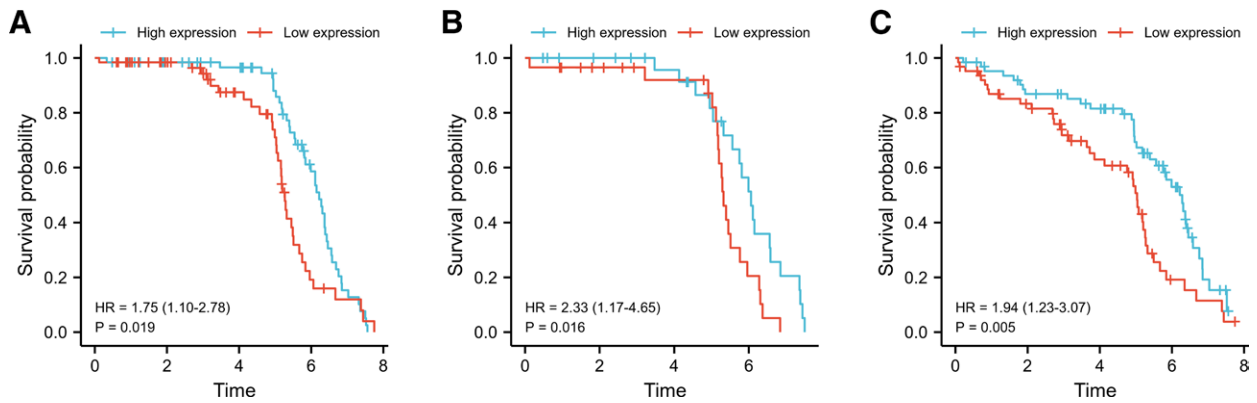 A
High expression Low expression
Survival probability
1.0
0.8
0.6
0.4
0.2
0.0
HR = 1.75 (1.10-2.78)
P = 0.019
0 2 4 6 8
Time
B
High expression Low expression
Survival probability
1.0
0.8
0.6
0.4
0.2
0.0
HR = 2.33 (1.17-4.65)
P = 0.016
0 2 4 6
Time
C
High expression Low expression
Survival probability
1.0
0.8
0.6
0.4
0.2
0.0
HR = 1.94 (1.23-3.07)
P = 0.005
0 2 4 6 8
Time